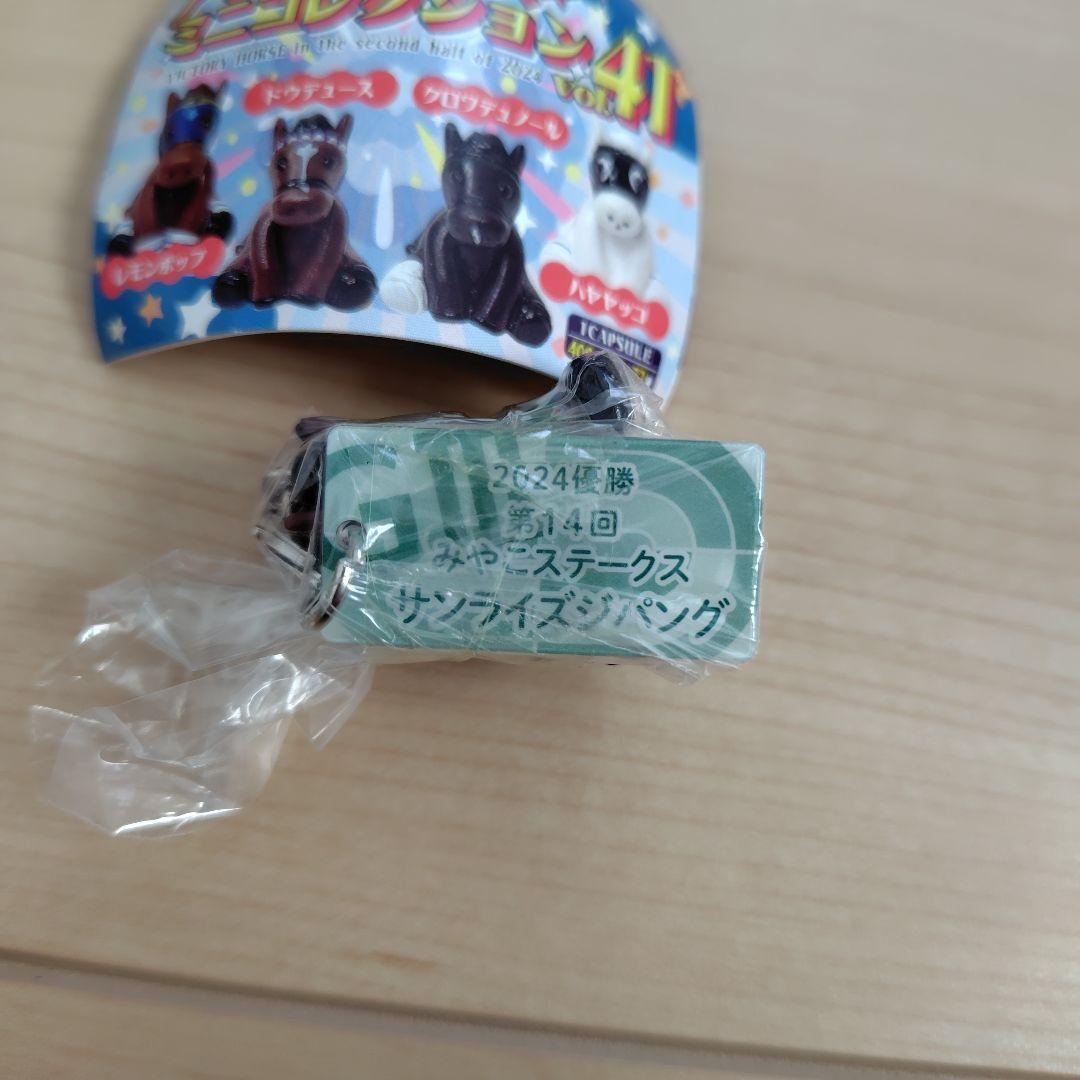 ミニコレクション
VICTORY HORSE in the second half of 2024
vol.41
ドウデュース
クロワデュノール
レモンポップ
ハヤヤッコ
1CAPSULE
2024優勝
第14回
みやこステークス
サンライズジパング